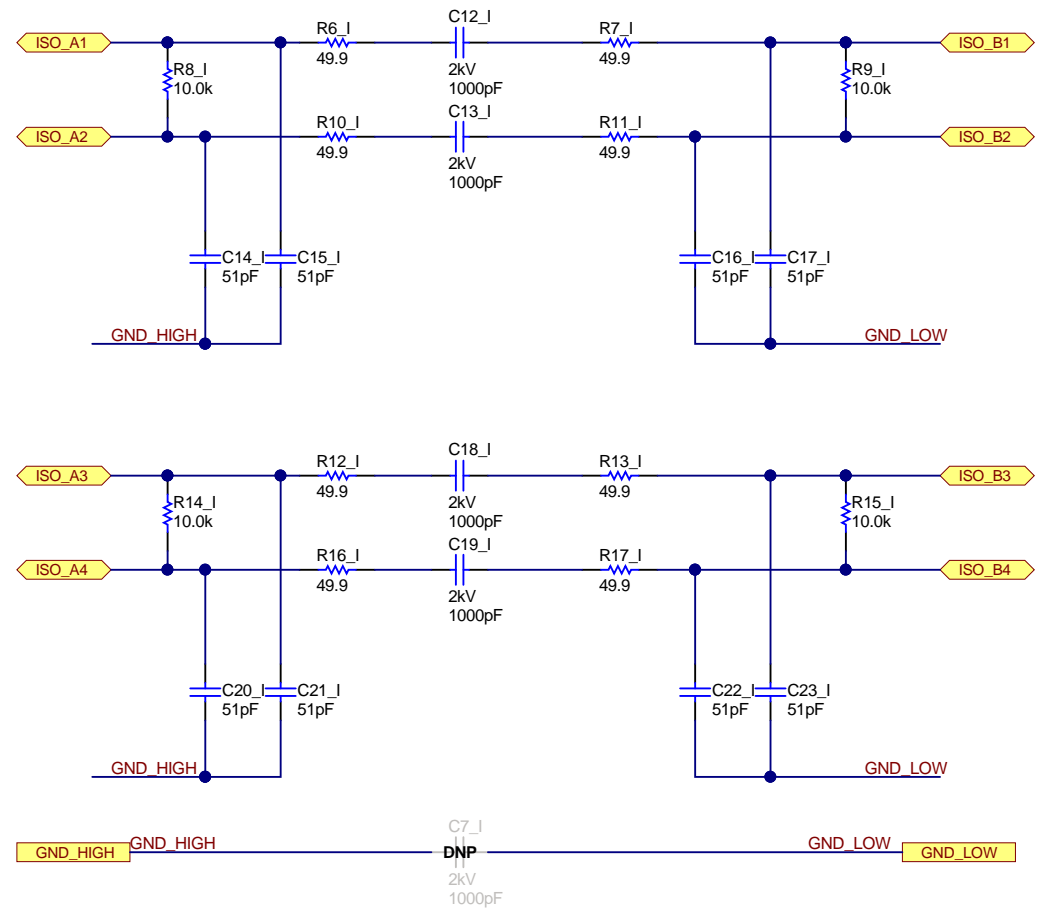 C12_I
R6_I
R7_I
ISO_A1
ISO_B1
49.9
49.9
2kV
1000pF
R8_I
10.0k
R9_I
10.0k
C13_I
R10_I
R11_I
ISO_A2
ISO_B2
49.9
49.9
2kV
1000pF
C14_I
51pF
C15_I
51pF
C16_I
51pF
C17_I
51pF
GND_HIGH
GND_LOW
C18_I
R12_I
R13_I
ISO_A3
ISO_B3
49.9
49.9
2kV
1000pF
R14_I
10.0k
R15_I
10.0k
C19_I
R16_I
R17_I
ISO_A4
ISO_B4
49.9
49.9
2kV
1000pF
C20_I
51pF
C21_I
51pF
C22_I
51pF
C23_I
51pF
GND_HIGH
GND_LOW
C7_I
GND_HIGH
GND_HIGH
DNP
GND_LOW
GND_LOW
2kV
1000pF